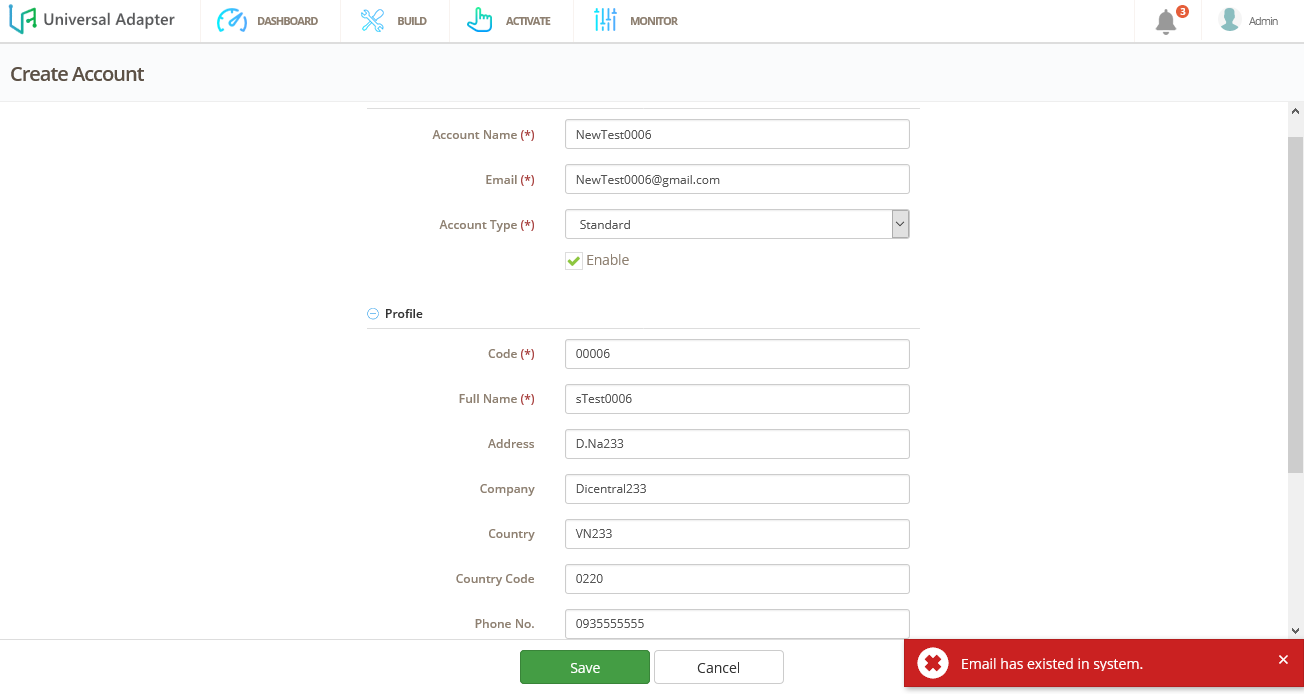 Universal Adapter DASHBOARD BUILD ACTIVATE MONITOR 3 Admin
Create Account
Account Name (*) NewTest0006
Email (*) NewTest0006@gmail.com
Account Type (*) Standard
Enable
Profile
Code (*) 00006
Full Name (*) sTest0006
Address D.Na233
Company Dicentral233
Country VN233
Country Code 0220
Phone No. 0935555555
Save Cancel Email has existed in system.